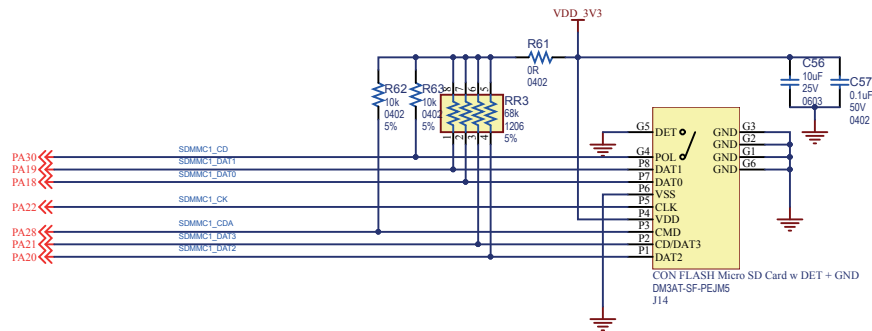 VDD_3V3
R61
0R
0402
R62
10k
0402
5%
R63
10k
0402
5%
8 7 6 5
RR3
68k
1206
5%
1 2 3 4
C56
10uF
25V
0603
C57
0.1uF
50V
0402
PA30 SDMMC1_CD
PA19 SDMMC1_DAT1
PA18 SDMMC1_DAT0
PA22 SDMMC1_CK
PA28 SDMMC1_CDA
PA21 SDMMC1_DAT3
PA20 SDMMC1_DAT2
G5 DET GND G3
GND G2
G4 POL GND G1
P8 DAT1 GND G6
P7 DAT0
P6 VSS
P5 CLK
P4 VDD
P3 CMD
P2 CD/DAT3
P1 DAT2
CON FLASH Micro SD Card w DET + GND
DM3AT-SF-PEJM5
J14